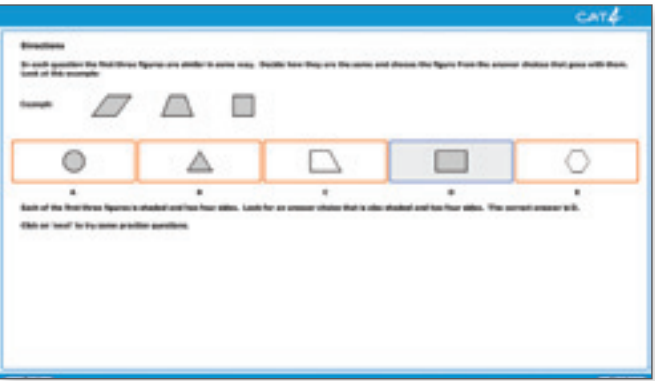 CAT4
Directions
In each question the first three figures are similar in some way. Decide how they are the same and choose the figure from the answer choices that goes with them.
Look at this example:
Example
A B C D E
Each of the first three figures is shaded and has four sides. Look for an answer choice that is also shaded and has four sides. The correct answer is D.
Click on 'next' to try some practice questions.